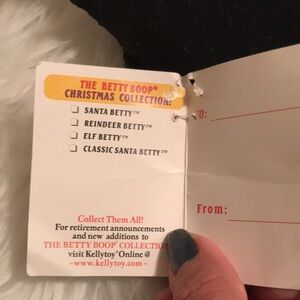 THE BETTY BOOP®
CHRISTMAS COLLECTION:
SANTA BETTY™
REINDEER BETTY™
ELF BETTY™
CLASSIC SANTA BETTY™
Collect Them All!
For retirement announcements
and new additions to
THE BETTY BOOP® COLLECTION
visit Kellytoy® Online @
~www.kellytoy.com~
TO:
From: